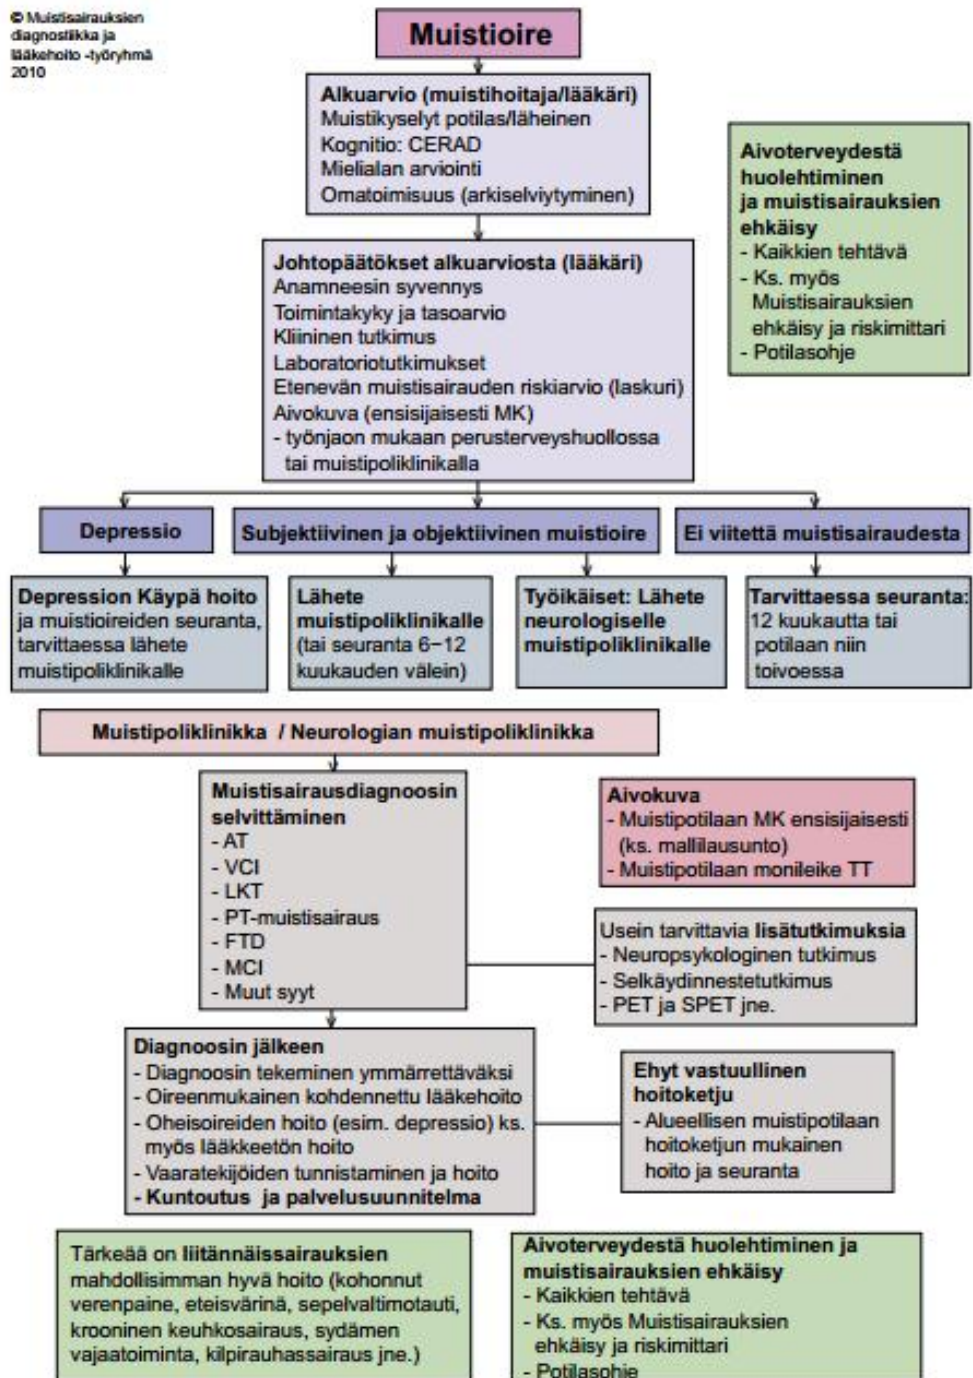 © Muistisairauksien
diagnostiikka ja
lääkehoito -työryhmä
2010
Muistioire
Alkuarvio (muistihoitaja/lääkäri)
Muistikyselyt potilas/läheinen
Kognitio: CERAD
Mielialan arviointi
Omatoimisuus (arkiselviytyminen)
Aivoterveydestä
huolehtiminen
ja muistisairauksien
ehkäisy
- Kaikkien tehtävä
- Ks. myös
Muistisairauksien
ehkäisy ja riskimittari
- Potilasohje
Johtopäätökset alkuarviosta (lääkäri)
Anamneesin syvennys
Toimintakyky ja tasoarvio
Kliininen tutkimus
Laboratoriotutkimukset
Etenevän muistisairauden riskiarvio (laskuri)
Aivokuva (ensisijaisesti MK)
- työnjaon mukaan perusterveyshuollossa
tai muistipoliklinikalla
Depressio
Subjektiivinen ja objektiivinen muistioire
Ei viitettä muistisairaudesta
Depression Käypä hoito
ja muistioireiden seuranta,
tarvittaessa lähete
muistipoliklinikalle
Lähete
muistipoliklinikalle
(tai seuranta 6–12
kuukauden välein)
Työikäiset: Lähete
neurologiselle
muistipoliklinikalle
Tarvittaessa seuranta:
12 kuukautta tai
potilaan niin
toivoessa
Muistipoliklinikka / Neurologian muistipoliklinikka
Muistisairausdiagnoosin
selvittäminen
- AT
- VCI
- LKT
- PT-muistisairaus
- FTD
- MCI
- Muut syyt
Aivokuva
- Muistipotilaan MK ensisijaisesti
(ks. mallilausunto)
- Muistipotilaan monileike TT
Usein tarvittavia lisätutkimuksia
- Neuropsykologinen tutkimus
- Selkäydinnestetutkimus
- PET ja SPET jne.
Diagnoosin jälkeen
- Diagnoosin tekeminen ymmärrettäväksi
- Oireenmukainen kohdennettu lääkehoito
- Oheisoireiden hoito (esim. depressio) ks.
myös lääkkeetön hoito
- Vaaratekijöiden tunnistaminen ja hoito
- Kuntoutus ja palvelusuunnitelma
Ehyt vastuullinen
hoitoketju
- Alueellisen muistipotilaan
hoitoketjun mukainen
hoito ja seuranta
Tärkeää on liitännäissairauksien
mahdollisimman hyvä hoito (kohonnut
verenpaine, eteisvärinä, sepelvaltimotauti,
krooninen keuhkosairaus, sydämen
vajaatoiminta, kilpirauhassairaus jne.)
Aivoterveydestä huolehtiminen ja
muistisairauksien ehkäisy
- Kaikkien tehtävä
- Ks. myös Muistisairauksien
ehkäisy ja riskimittari
- Potilasohje